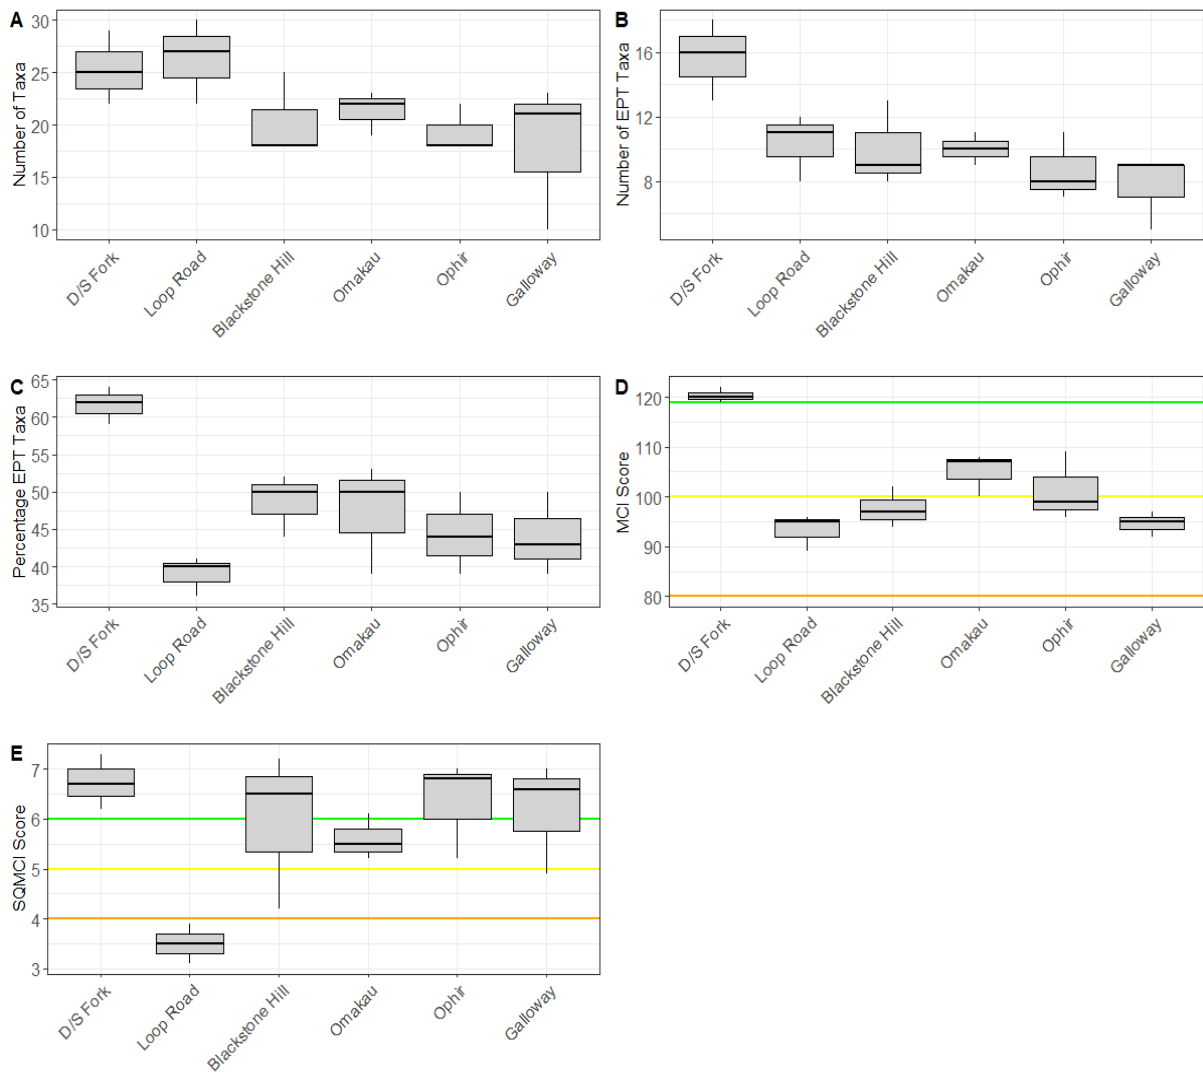 A
Number of Taxa
30
25
20
15
10
D/S Fork
Loop Road
Blackstone Hill
Omakau
Ophir
Galloway
B
Number of EPT Taxa
16
12
8
D/S Fork
Loop Road
Blackstone Hill
Omakau
Ophir
Galloway
C
Percentage EPT Taxa
65
60
55
50
45
40
35
D/S Fork
Loop Road
Blackstone Hill
Omakau
Ophir
Galloway
D
MCI Score
120
110
100
90
80
D/S Fork
Loop Road
Blackstone Hill
Omakau
Ophir
Galloway
E
SQMCI Score
7
6
5
4
3
D/S Fork
Loop Road
Blackstone Hill
Omakau
Ophir
Galloway